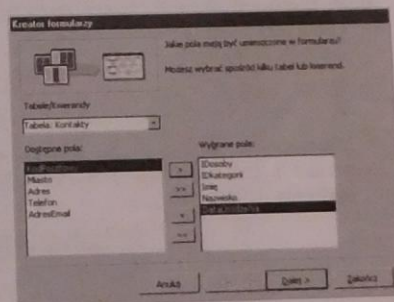 Kreator formularzy
Jakie pola mają być umieszczone w formularzu?
Możesz wybrać spośród kilku tabel lub kwerend.
Tabele/Kwerendy
Tabela: Kontakty
Dostępne pola:
KodPocztowy
Miasto
Adres
Telefon
AdresEmail
>
>>
<
<<
Wybrane pola:
IDosoby
IDkategorii
Imię
Nazwisko
DataUrodzenia
Anuluj
Dalej >
Zakończ